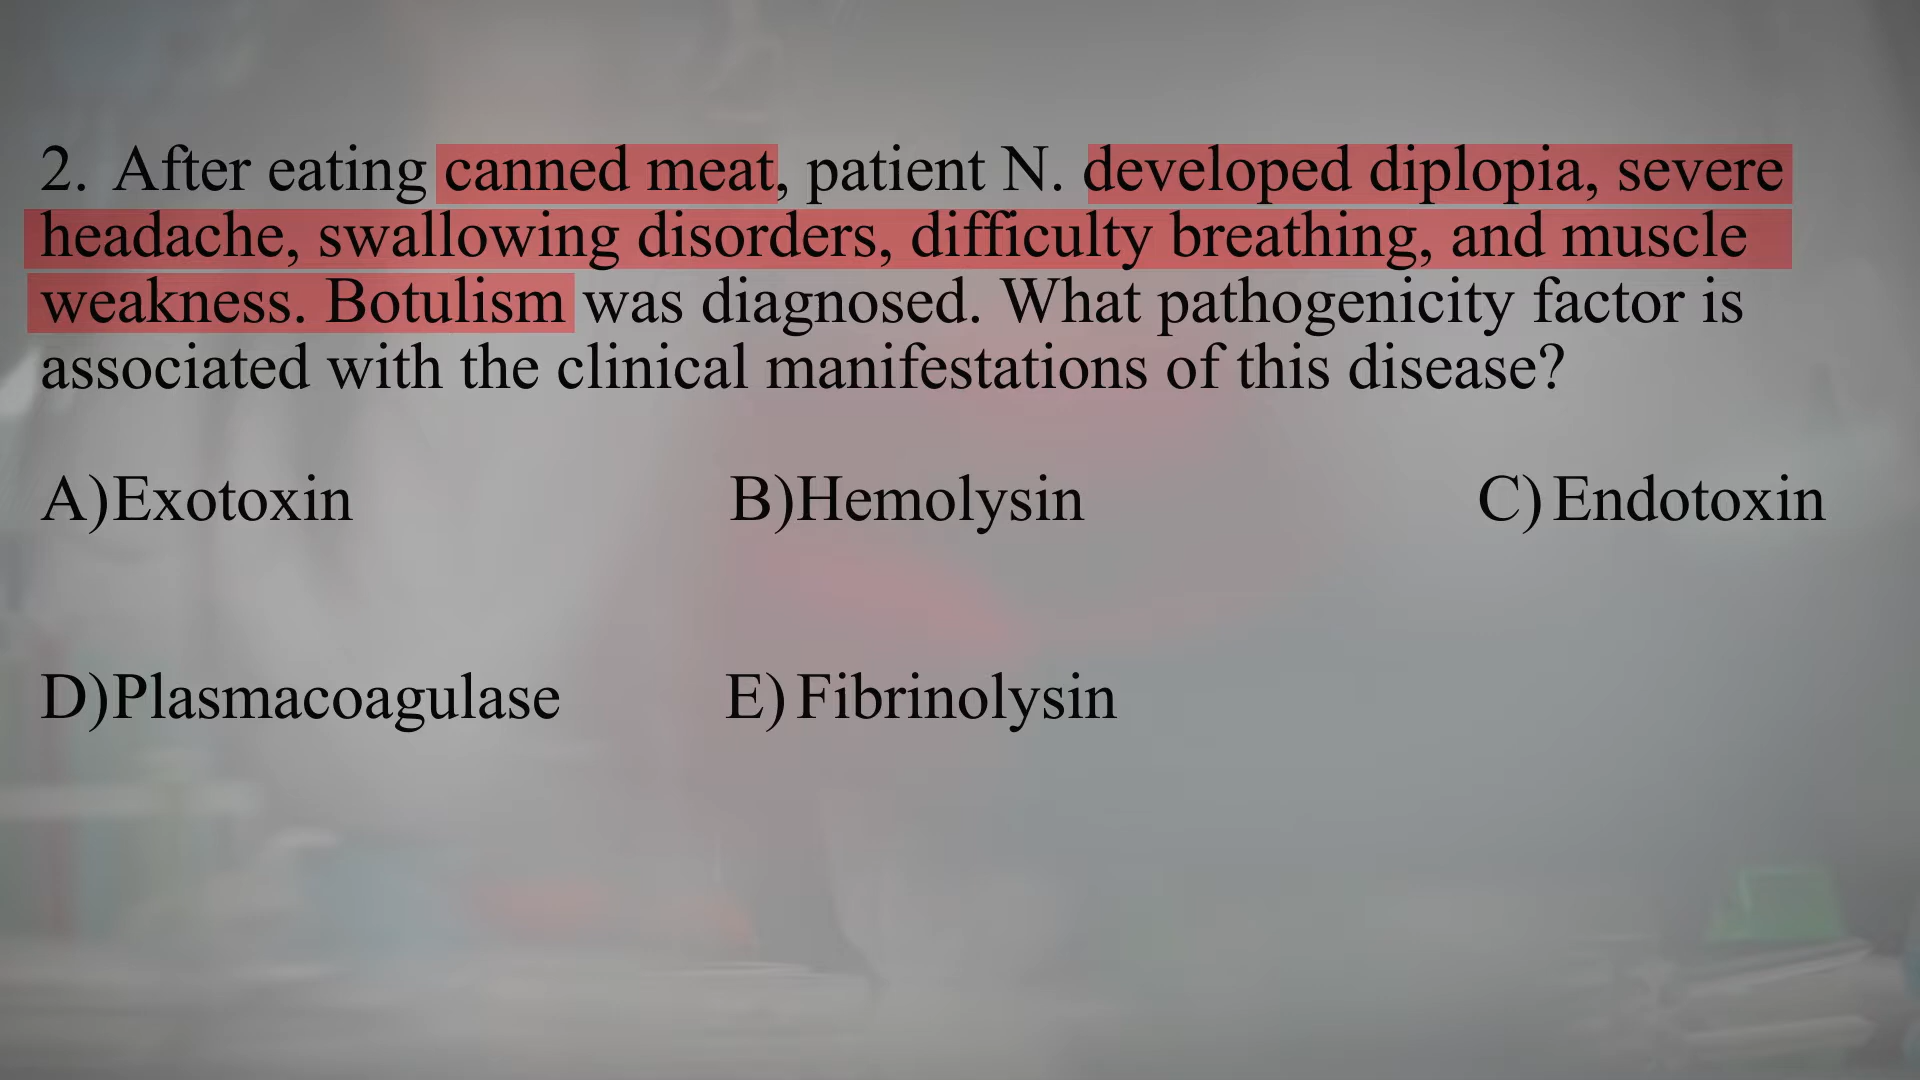 2. After eating canned meat, patient N. developed diplopia, severe
headache, swallowing disorders, difficulty breathing, and muscle
weakness. Botulism was diagnosed. What pathogenicity factor is
associated with the clinical manifestations of this disease?
A) Exotoxin B) Hemolysin C) Endotoxin
D) Plasmacoagulase E) Fibrinolysin